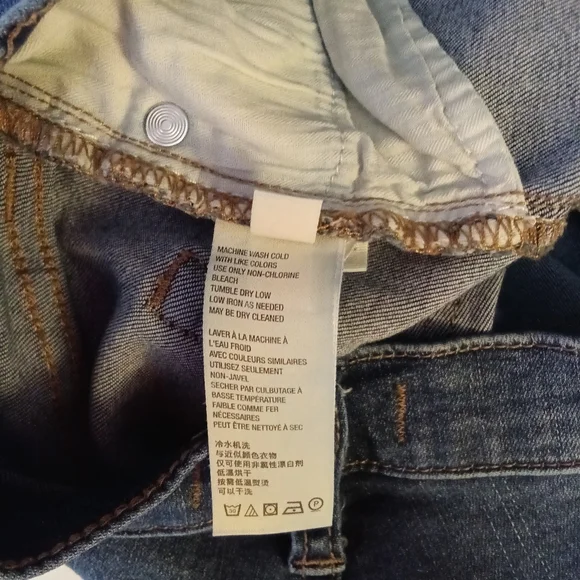 MACHINE WASH COLD
WITH LIKE COLORS
USE ONLY NON-CHLORINE
BLEACH
TUMBLE DRY LOW
LOW IRON AS NEEDED
MAY BE DRY CLEANED
LAVER À LA MACHINE À
L'EAU FROID
AVEC COULEURS SIMILAIRES
UTILISEZ SEULEMENT
NON-JAVEL
SECHER PAR CULBUTAGE À
BASSE TEMPÉRATURE
FAIBLE COMME FER
NÉCESSAIRES
PEUT ÊTRE NETTOYÉ À SEC
冷水机洗
与近似颜色衣物
仅可使用非氯性漂白剂
低温烘干
按需低温熨烫
可以干洗
30
P